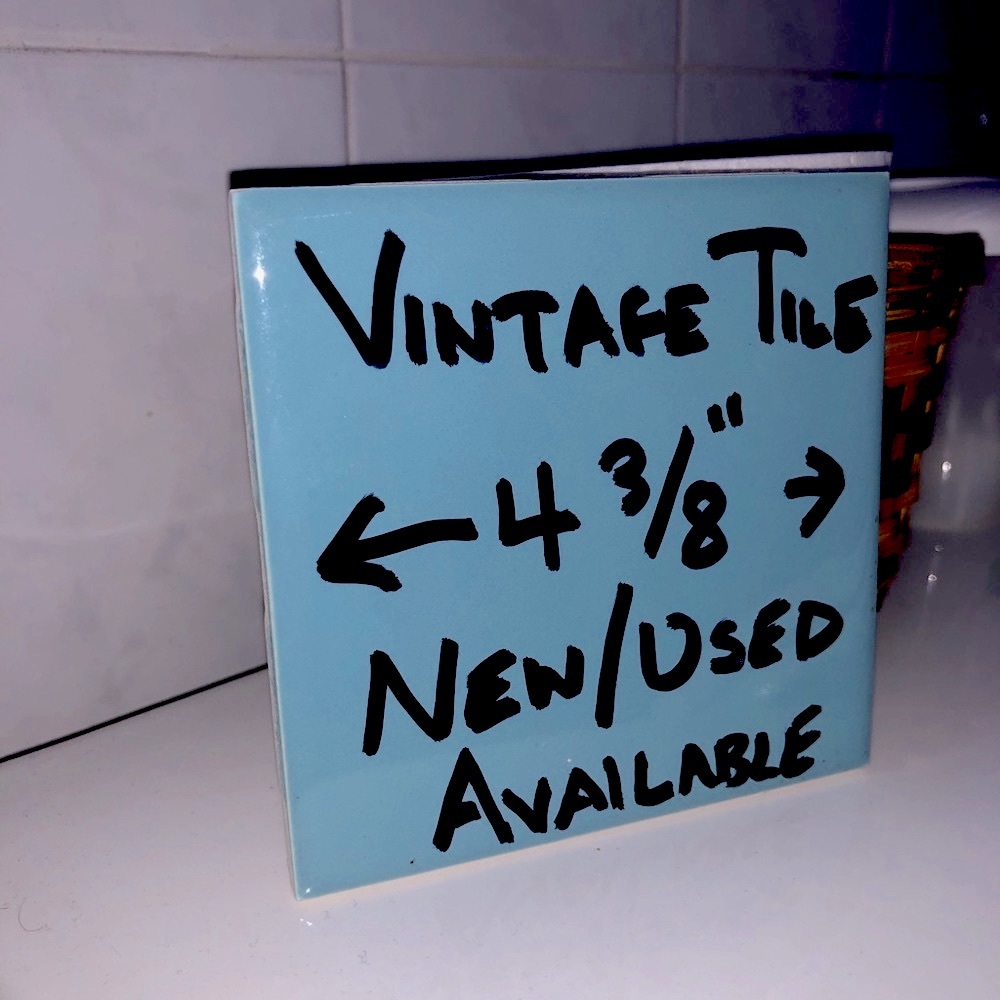 VINTAGE TILE
← 4 3/8" →
NEW/USED
AVAILABLE